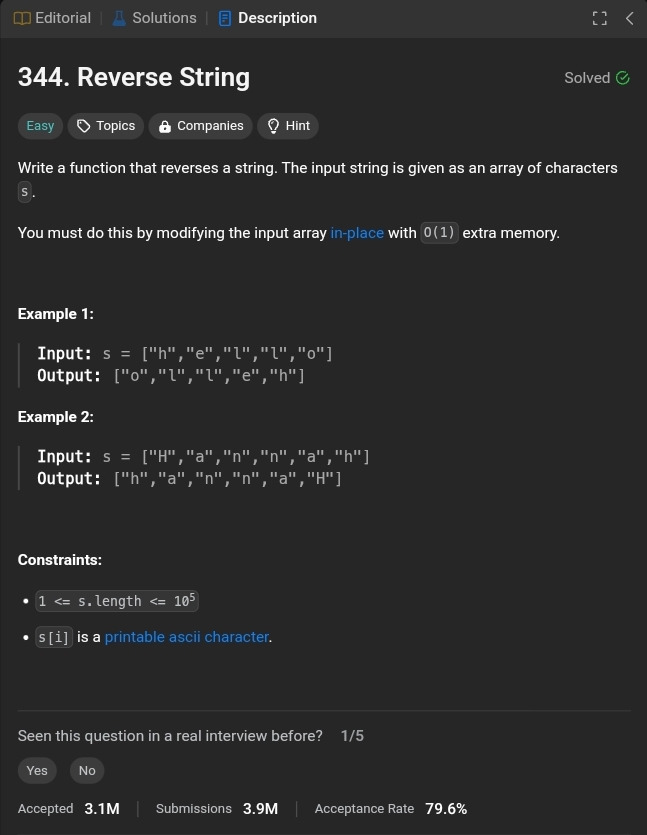 Editorial | Solutions | Description
344. Reverse String
Solved
Easy Topics Companies Hint
Write a function that reverses a string. The input string is given as an array of characters
s.
You must do this by modifying the input array in-place with O(1) extra memory.
Example 1:
Input: s = ["h","e","l","l","o"]
Output: ["o","l","l","e","h"]
Example 2:
Input: s = ["H","a","n","n","a","h"]
Output: ["h","a","n","n","a","H"]
Constraints:
• 1 <= s.length <= 10⁵
• s[i] is a printable ascii character.
Seen this question in a real interview before? 1/5
Yes No
Accepted 3.1M | Submissions 3.9M | Acceptance Rate 79.6%